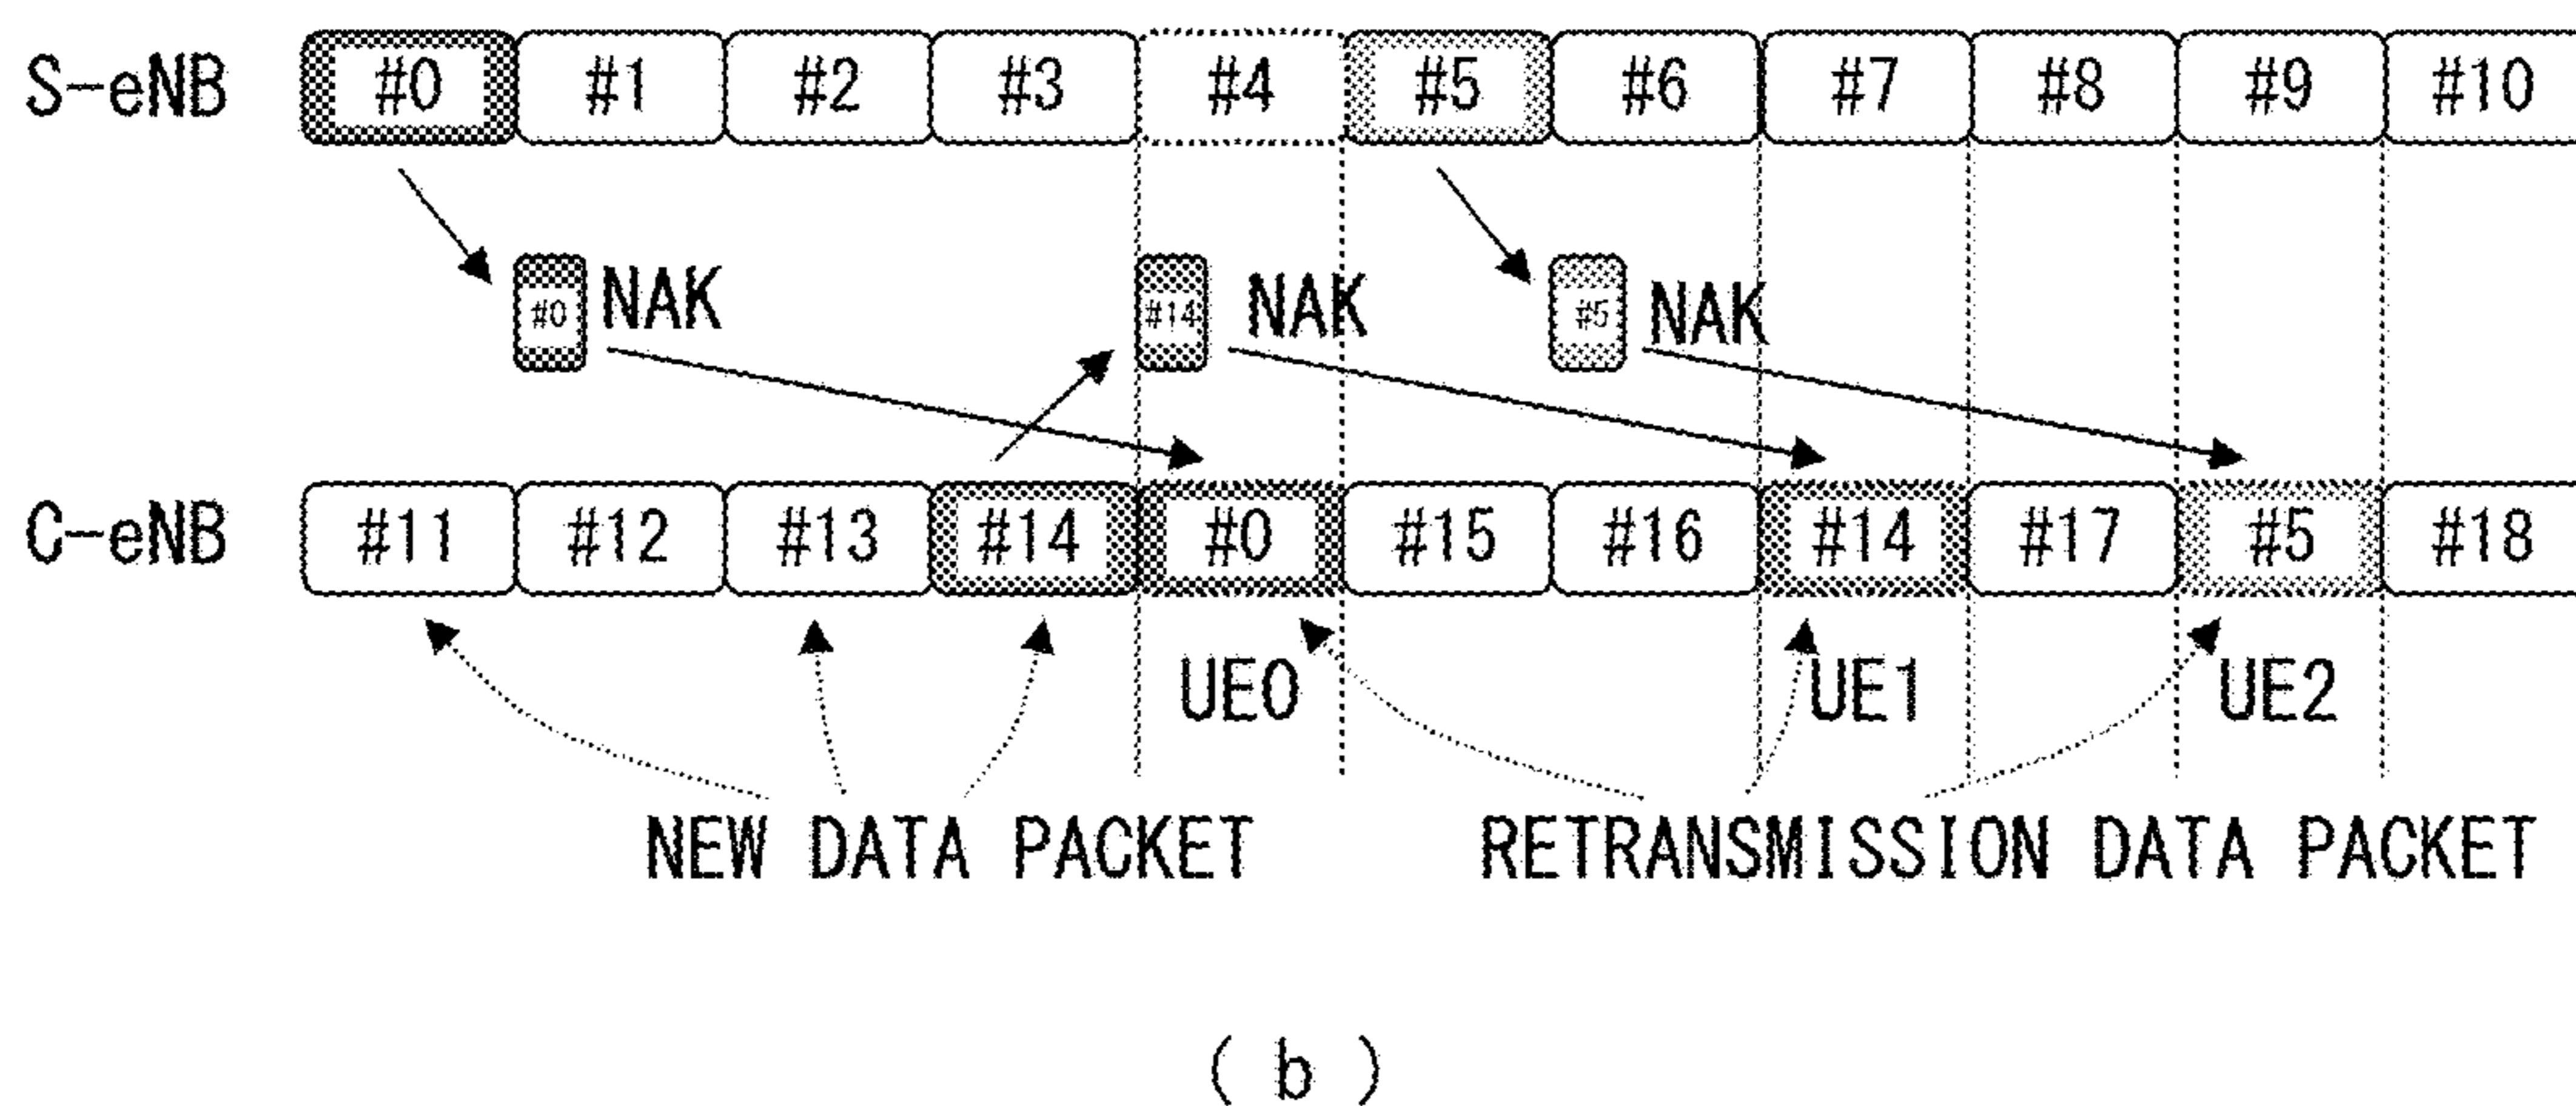 S-eNB #0 #1 #2 #3 #4 #5 #6 #7 #8 #9 #10
#0 NAK #14 NAK #5 NAK
C-eNB #11 #12 #13 #14 #0 #15 #16 #14 #17 #5 #18
UE0 UE1 UE2
NEW DATA PACKET RETRANSMISSION DATA PACKET
( b )